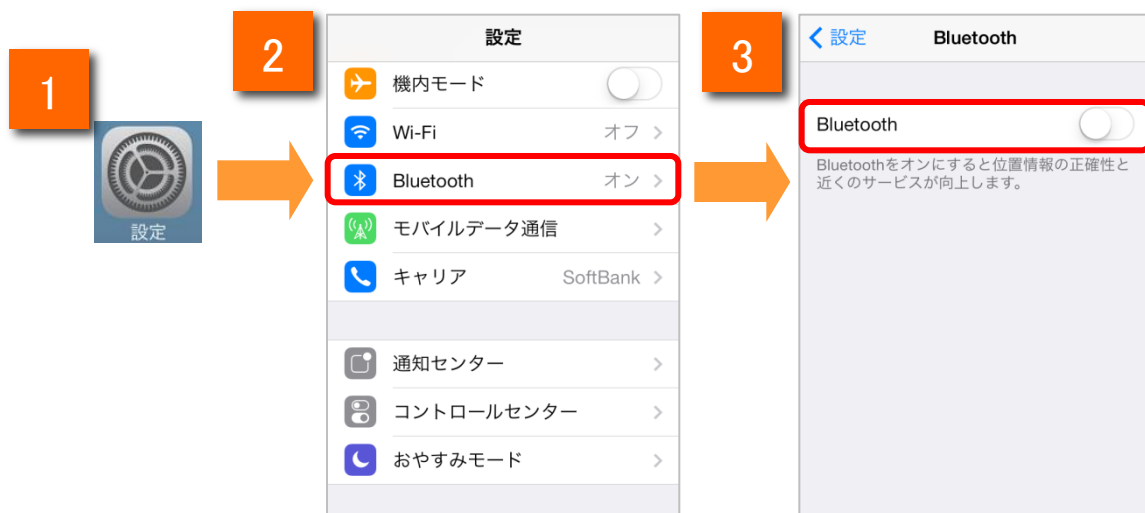 1
設定
2
設定
機内モード
Wi-Fi オフ
Bluetooth オン
モバイルデータ通信
キャリア SoftBank
通知センター
コントロールセンター
おやすみモード
3
設定 Bluetooth
Bluetooth
Bluetoothをオンにすると位置情報の正確性と
近くのサービスが向上します。